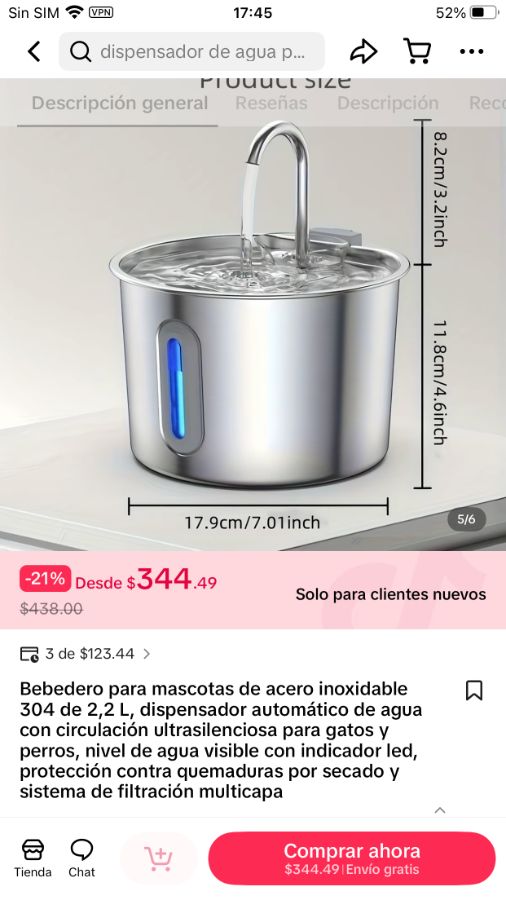 Sin SIM VPN 17:45 52%
dispensador de agua p...
Product size
Descripción general Reseñas Descripción Reco
8.2cm/3.2inch
11.8cm/4.6inch
17.9cm/7.01inch
5/6
-21% Desde $344.49
$438.00
Solo para clientes nuevos
3 de $123.44
Bebedero para mascotas de acero inoxidable
304 de 2,2 L, dispensador automático de agua
con circulación ultrasilenciosa para gatos y
perros, nivel de agua visible con indicador led,
protección contra quemaduras por secado y
sistema de filtración multicapa
Tienda
Chat
Comprar ahora
$344.49|Envío gratis